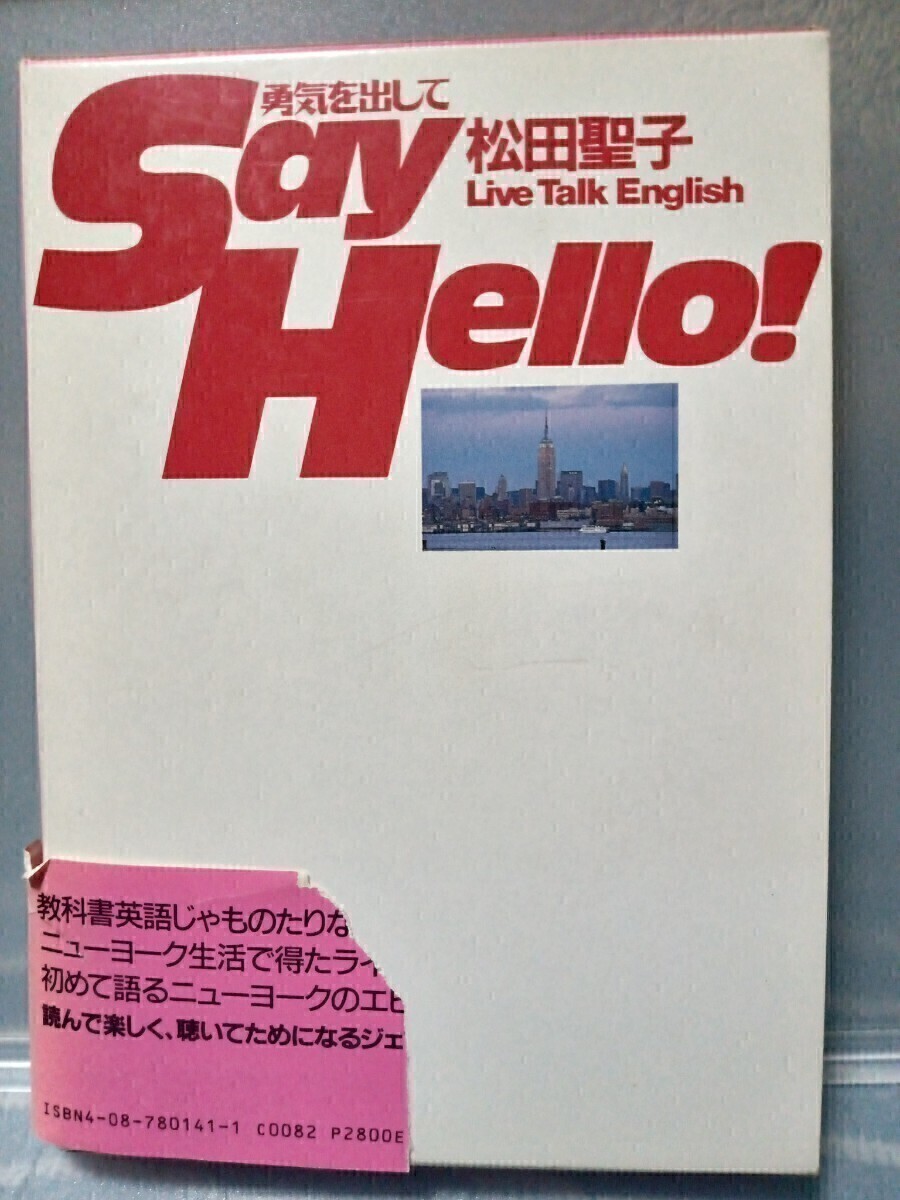 勇気を出して
Say
Hello!
松田聖子
Live Talk English
教科書英語じゃものたりな
ニューヨーク生活で得たライ
初めて語るニューヨークのエピ
読んで楽しく、聴いてためになるジェ
ISBN4-08-780141-1 C0082 P2800E